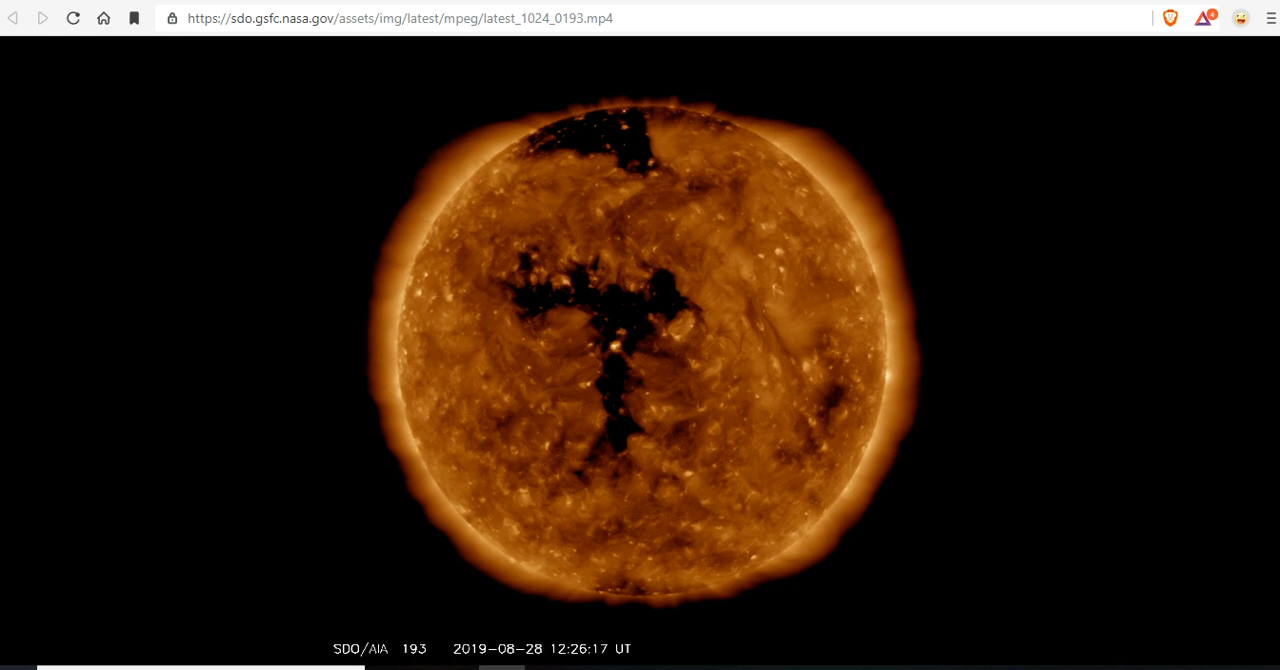 https://sdo.gsfc.nasa.gov/assets/img/latest/mpeg/latest_1024_0193.mp4
4
SDO/AIA 193 2019-08-28 12:26:17 UT